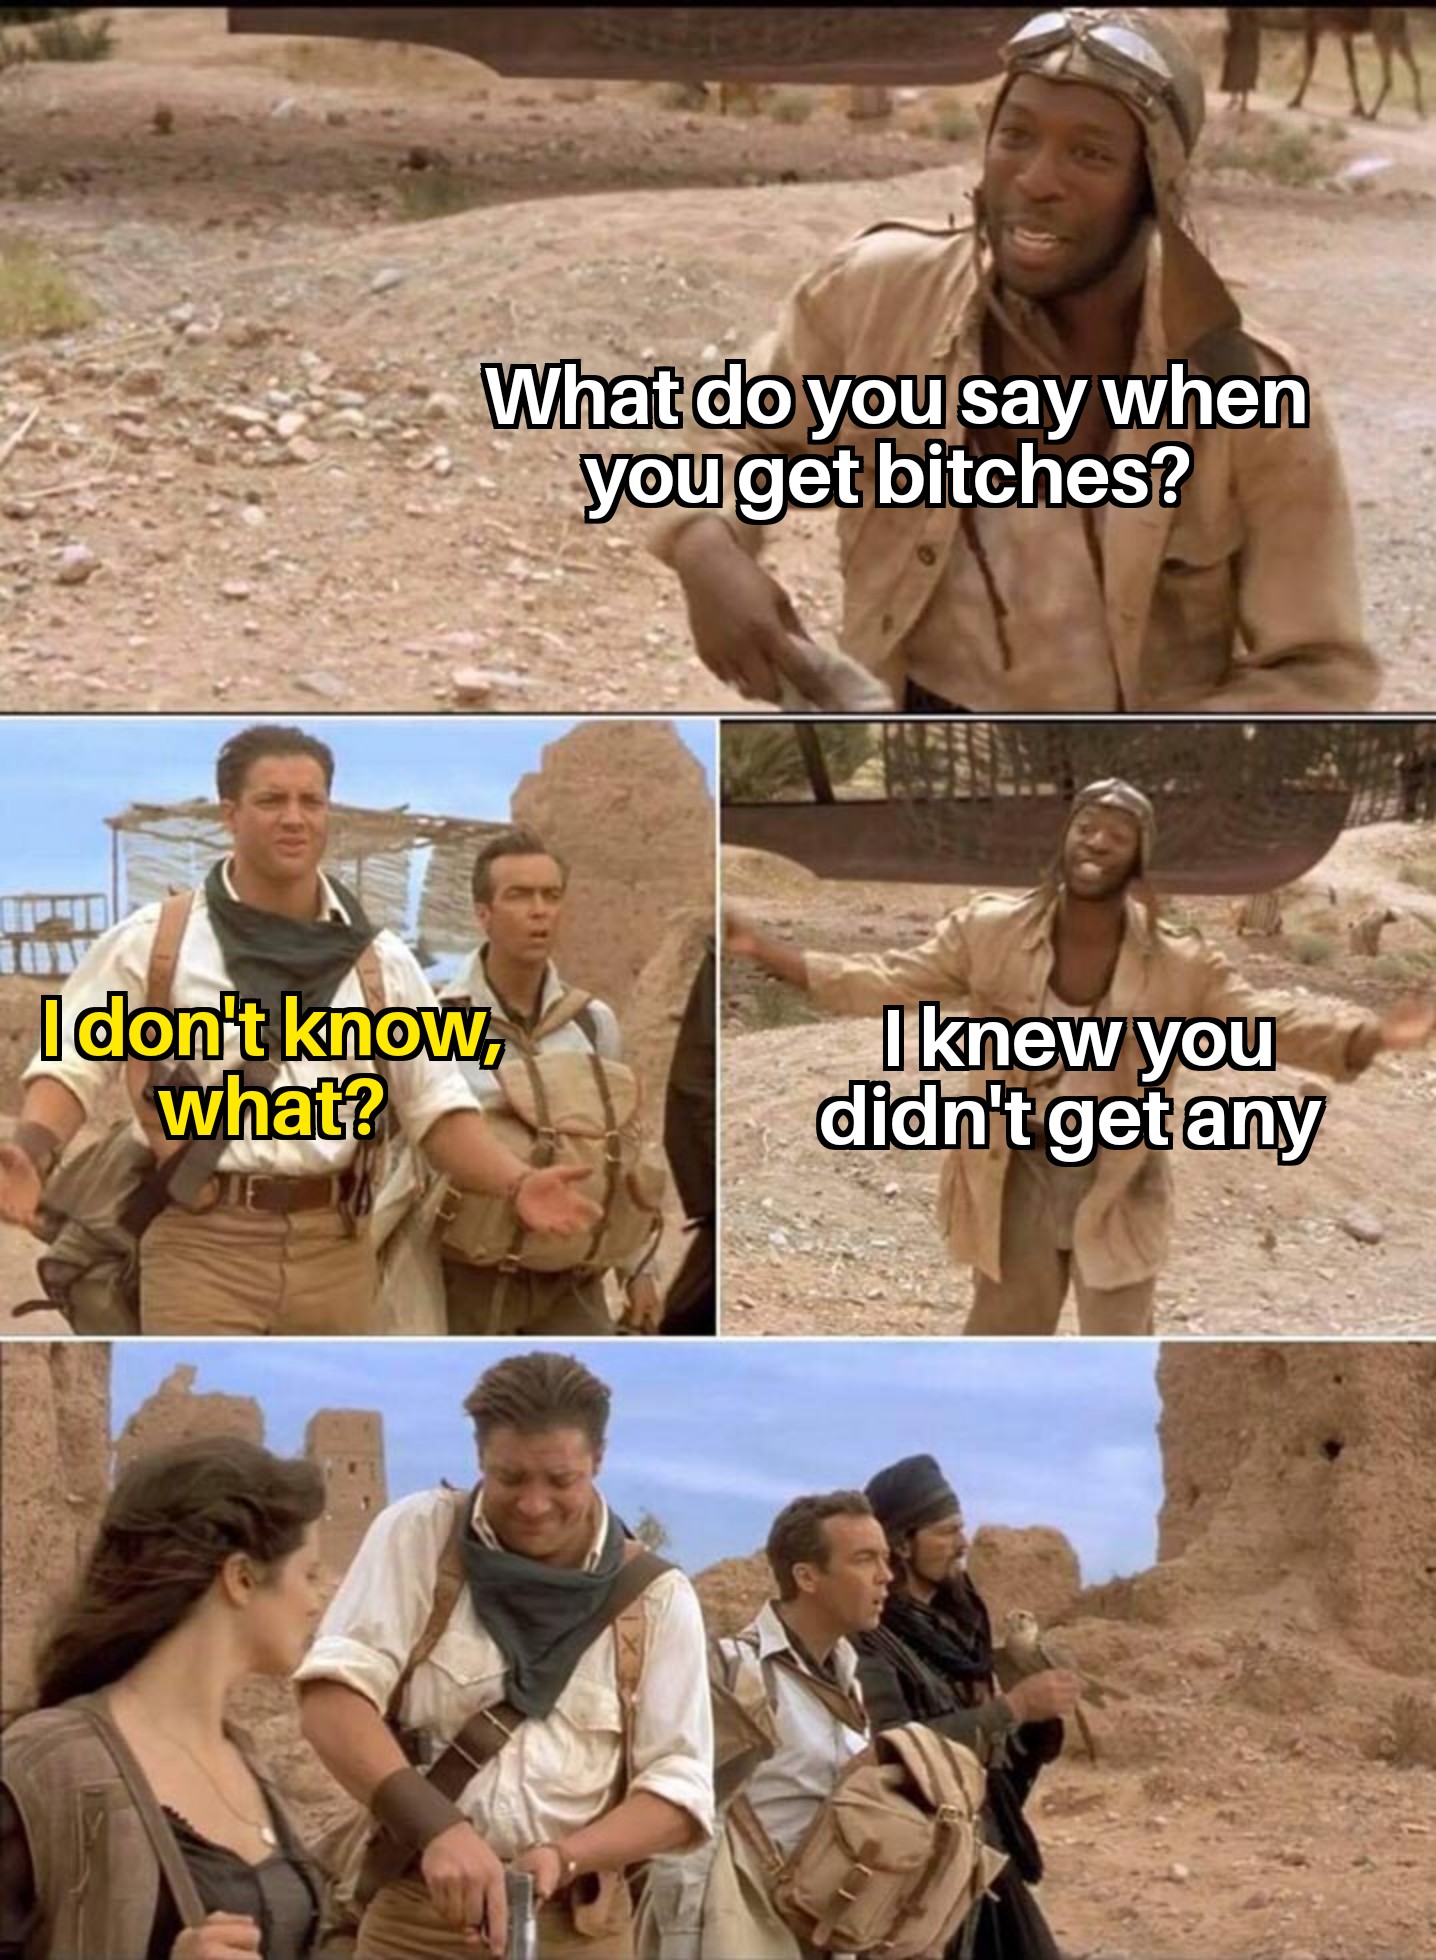 What do you say when
you get bitches?
I don't know,
what?
I knew you
didn't get any